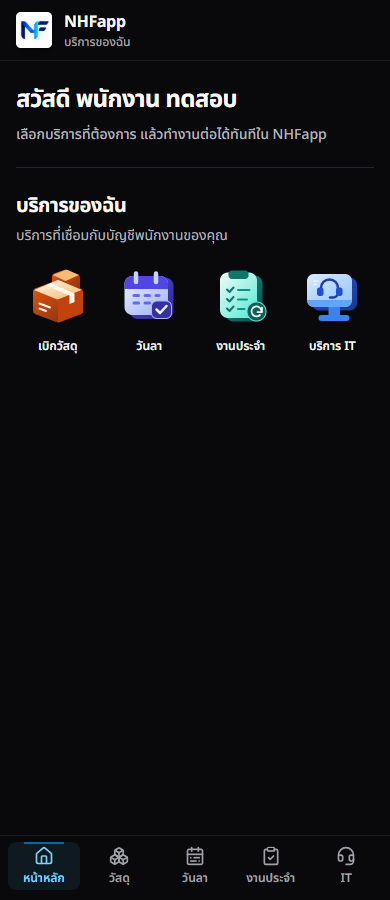 NF
NHFapp
บริการของฉัน
สวัสดี พนักงาน ทดสอบ
เลือกบริการที่ต้องการ แล้วทำงานต่อได้ทันทีใน NHFapp
บริการของฉัน
บริการที่เชื่อมกับบัญชีพนักงานของคุณ
เบิกวัสดุ
วันลา
งานประจำ
บริการ IT
หน้าหลัก
วัสดุ
วันลา
งานประจำ
IT